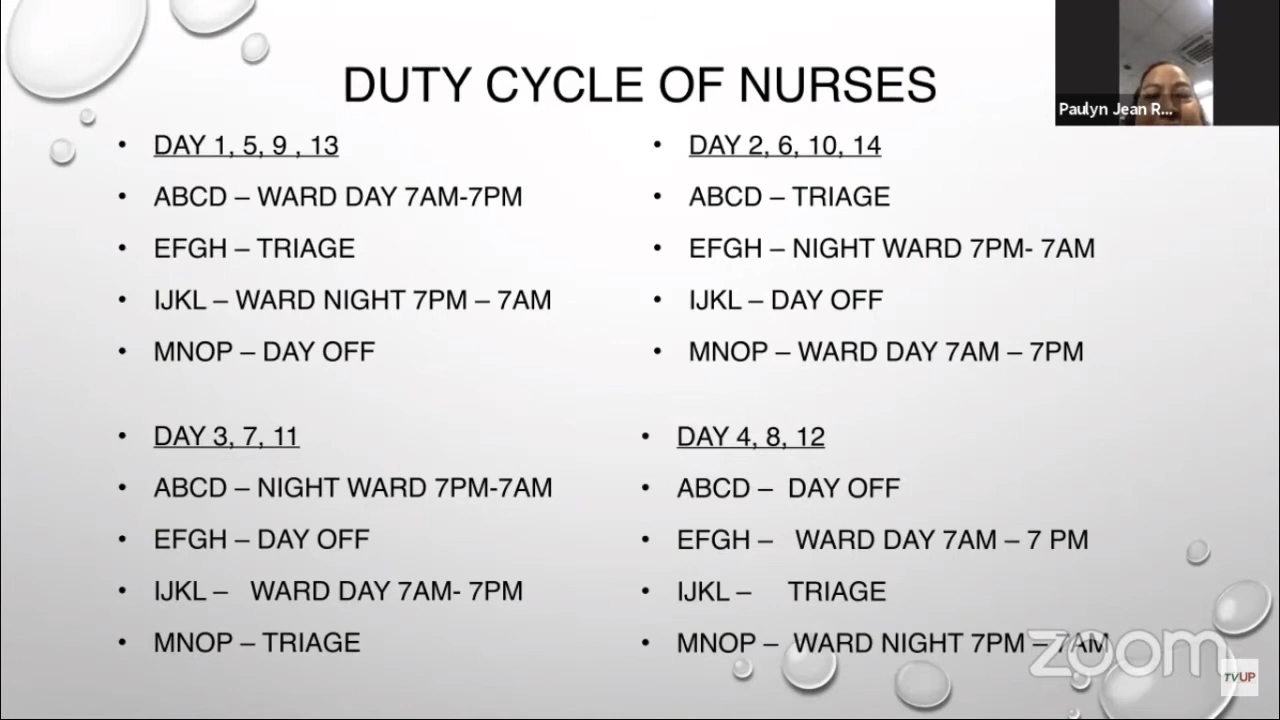 DUTY CYCLE OF NURSES
Paulyn Jean R...
• DAY 1, 5, 9 , 13
• ABCD – WARD DAY 7AM-7PM
• EFGH – TRIAGE
• IJKL – WARD NIGHT 7PM – 7AM
• MNOP – DAY OFF
• DAY 2, 6, 10, 14
• ABCD – TRIAGE
• EFGH – NIGHT WARD 7PM- 7AM
• IJKL – DAY OFF
• MNOP – WARD DAY 7AM – 7PM
• DAY 3, 7, 11
• ABCD – NIGHT WARD 7PM-7AM
• EFGH – DAY OFF
• IJKL – WARD DAY 7AM- 7PM
• MNOP – TRIAGE
• DAY 4, 8, 12
• ABCD – DAY OFF
• EFGH – WARD DAY 7AM – 7 PM
• IJKL – TRIAGE
• MNOP – WARD NIGHT 7PM – 7AM
zoom
TVUP